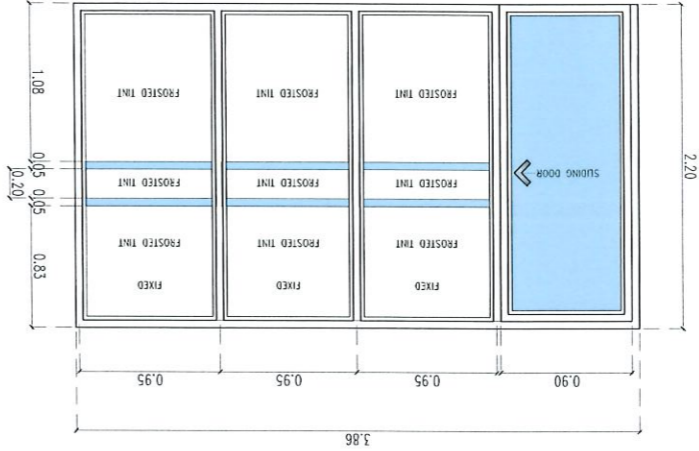 3.86
0.90 0.95 0.95 0.95
FIXED FIXED FIXED
0.83
FROSTED TINT FROSTED TINT FROSTED TINT
0.05
2.20
SLIDING DOOR
FROSTED TINT FROSTED TINT FROSTED TINT
0.20
0.05
FROSTED TINT FROSTED TINT FROSTED TINT
1.08